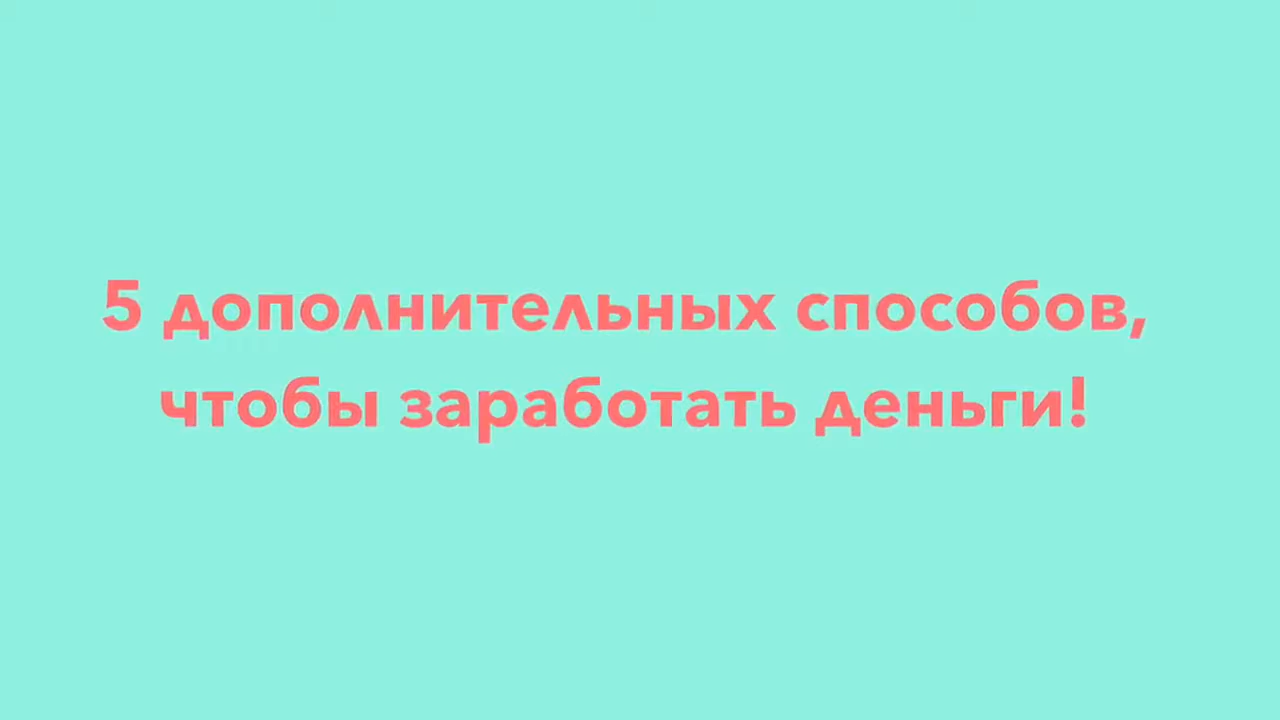 5 дополнительных способов,
чтобы заработать деньги!